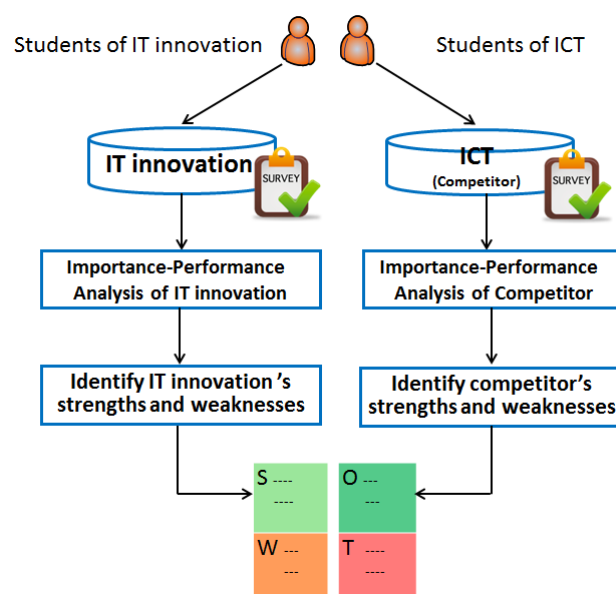 Students of IT innovation
Students of ICT
IT innovation
SURVEY
ICT
(Competitor)
SURVEY
Importance-Performance
Analysis of IT innovation
Importance-Performance
Analysis of Competitor
Identify IT innovation 's
strengths and weaknesses
Identify competitor's
strengths and weaknesses
S ----
----
O ---
---
W ---
---
T ----
----